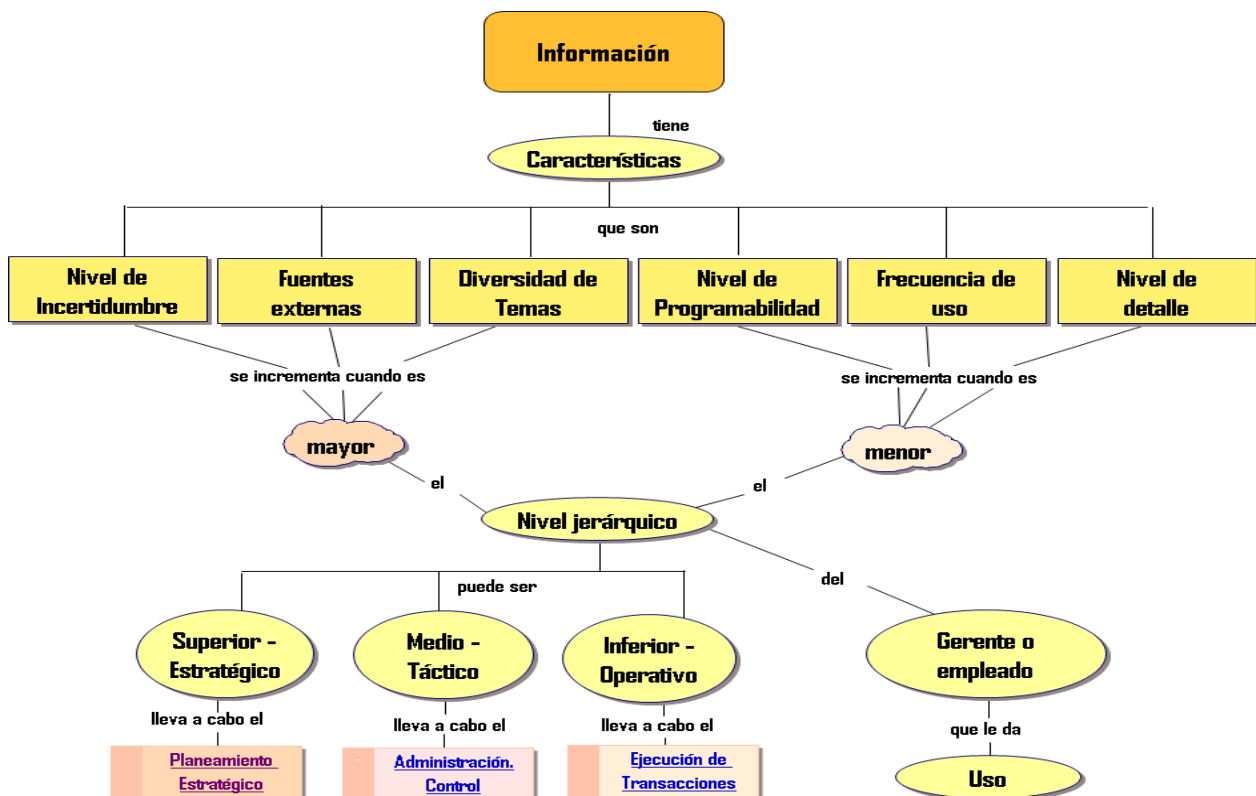 Información
tiene
Características
que son
Nivel de
Incertidumbre
Fuentes
externas
Diversidad de
Temas
Nivel de
Programabilidad
Frecuencia de
uso
Nivel de
detalle
se incrementa cuando es
se incrementa cuando es
mayor
menor
el
el
Nivel jerárquico
puede ser
del
Superior -
Estratégico
Medio -
Táctico
Inferior -
Operativo
Gerente o
empleado
lleva a cabo el
lleva a cabo el
lleva a cabo el
que le da
Planeamiento
Estratégico
Administración.
Control
Ejecución de
Transacciones
Uso